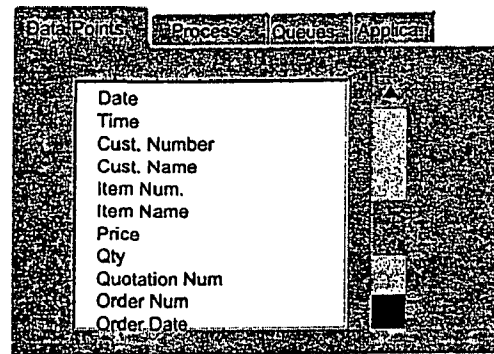 Data Points Process Queues Applica
Date
Time
Cust. Number
Cust. Name
Item Num.
Item Name
Price
Qty
Quotation Num
Order Num
Order Date